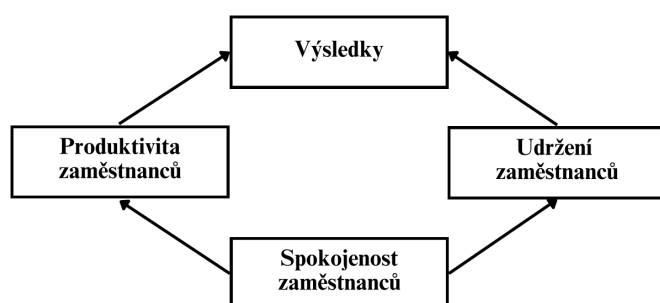 Výsledky
Produktivita
zaměstnanců
Udržení
zaměstnanců
Spokojenost
zaměstnanců